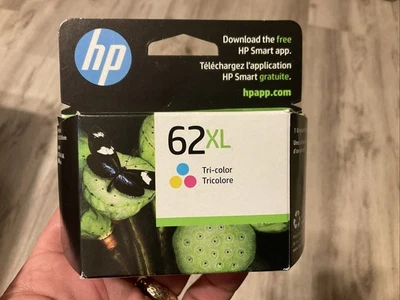 hp
Download the free
HP Smart app.
Téléchargez l'application
HP Smart gratuite.
hpapp.com
62XL
Tri-color
Tricolore